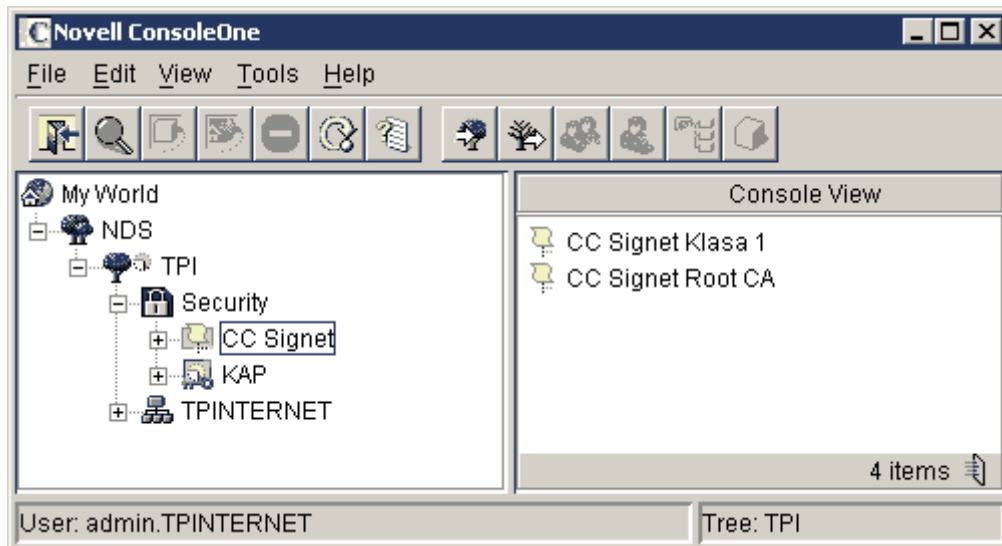 Novell ConsoleOne
File Edit View Tools Help
My World
NDS
TPI
Security
CC Signet
KAP
TPINTERNET
Console View
CC Signet Klasa 1
CC Signet Root CA
4 items
User: admin.TPINTERNET
Tree: TPI